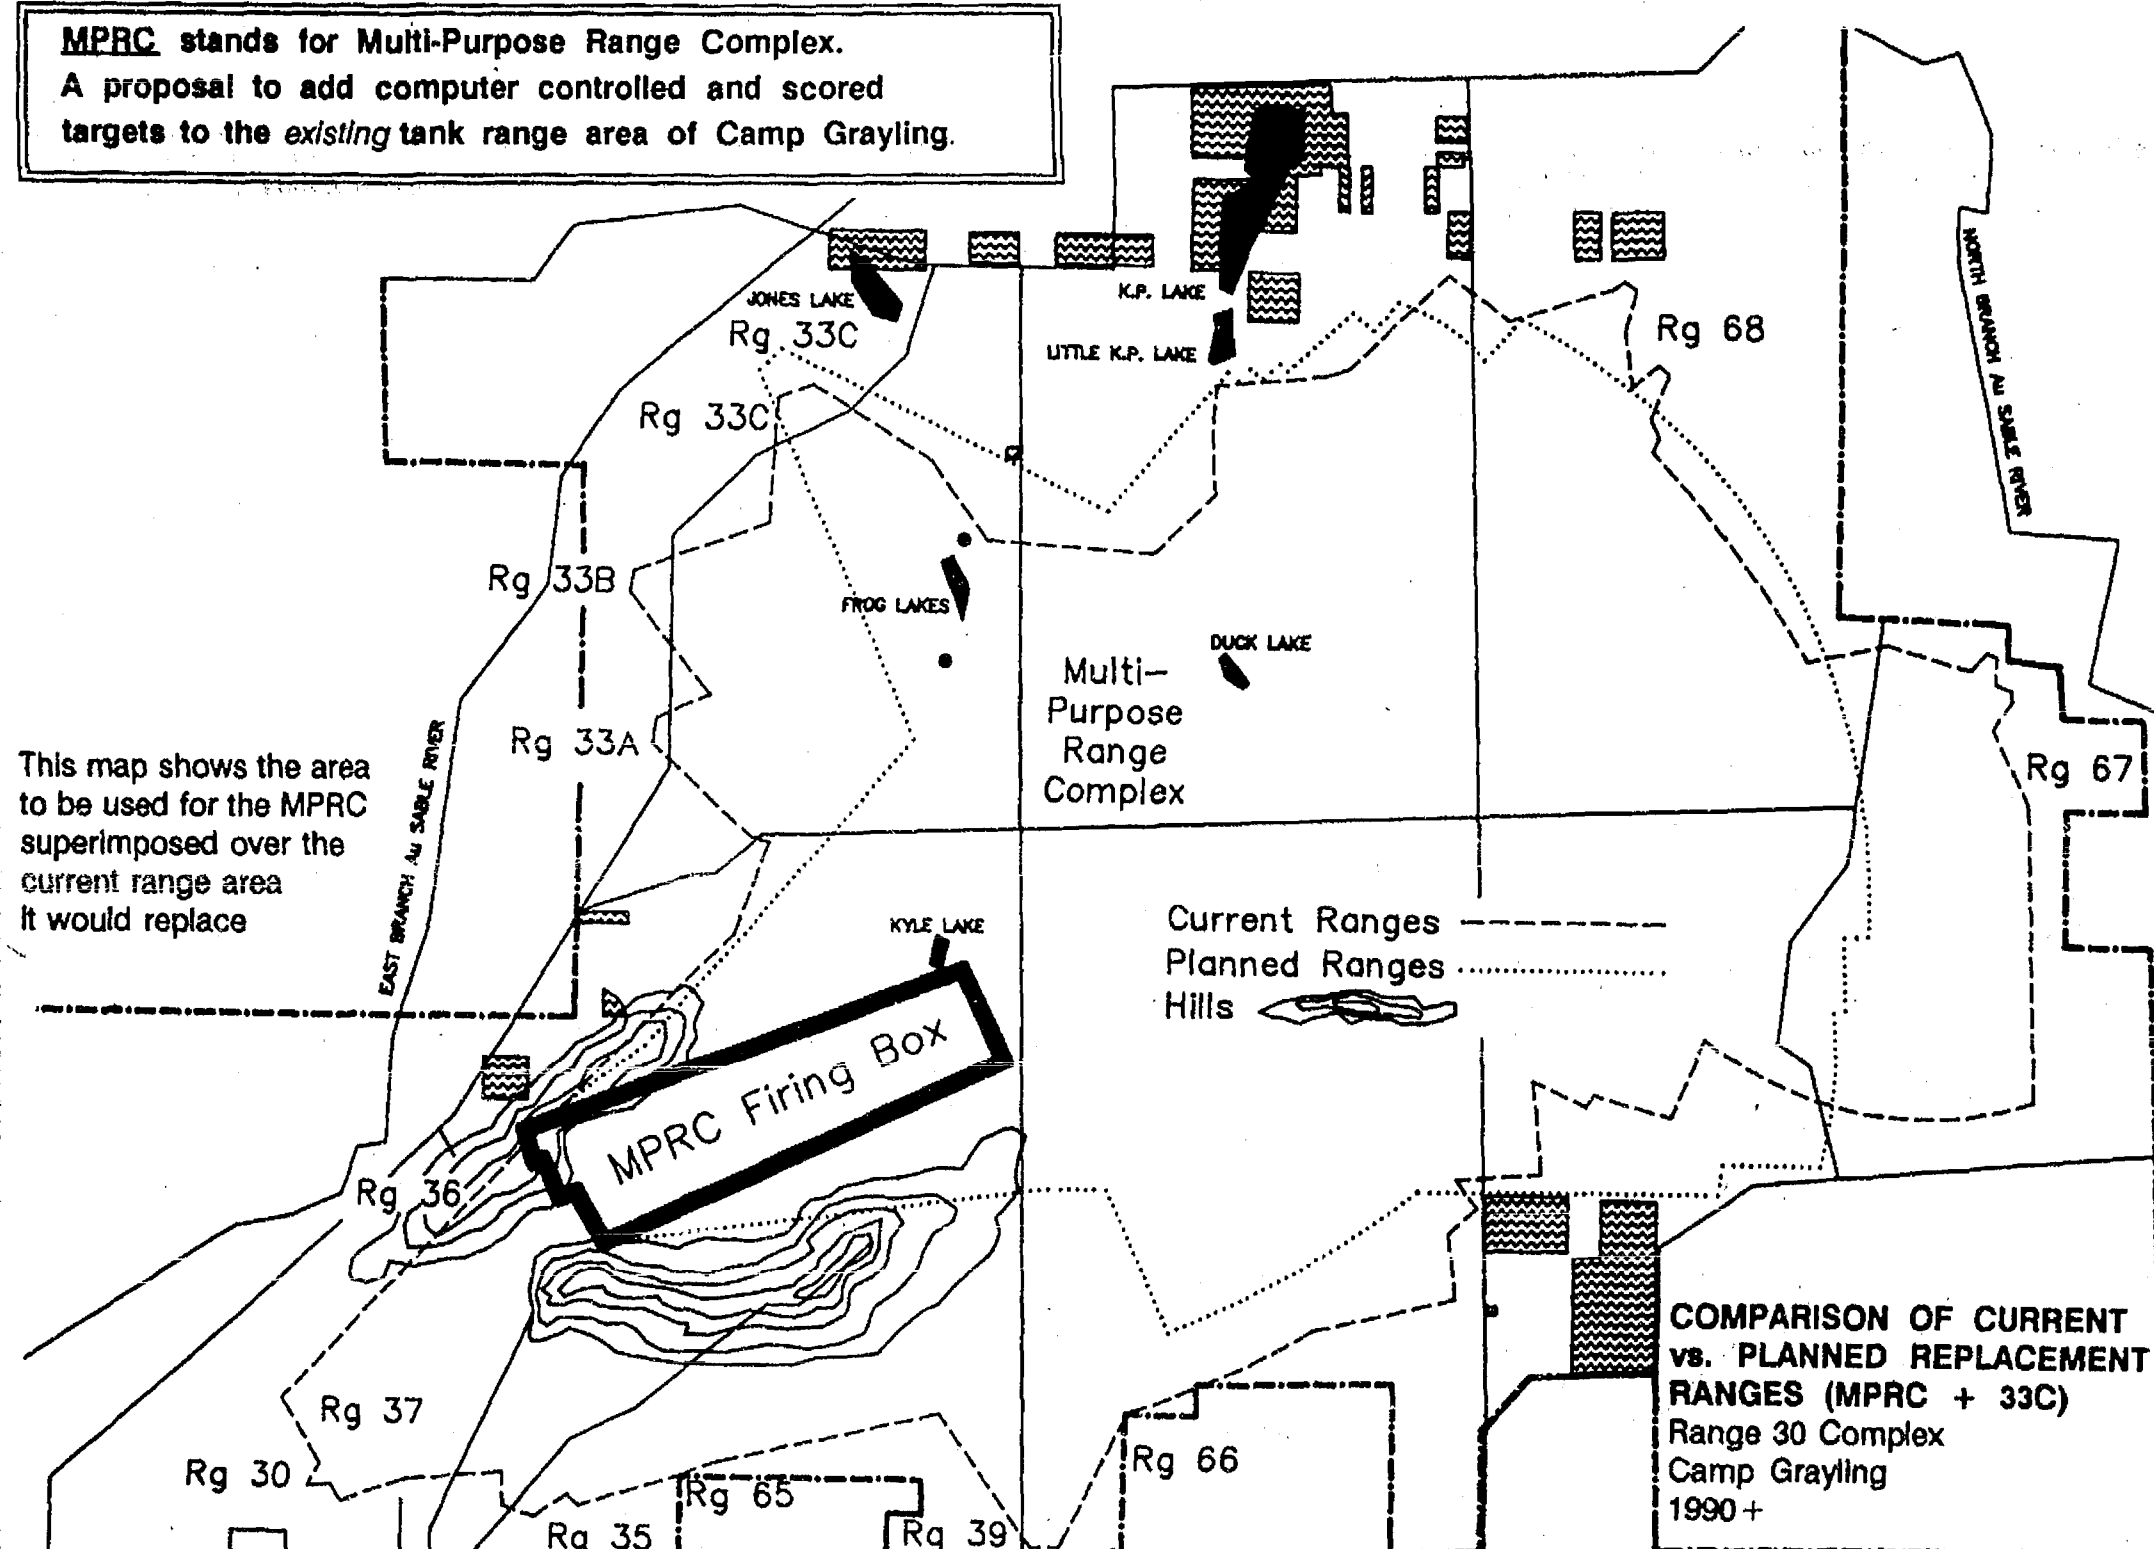 MPRC stands for Multi-Purpose Range Complex.
A proposal to add computer controlled and scored
targets to the existing tank range area of Camp Grayling.
JONES LAKE
Rg 33C
K.P. LAKE
LITTLE K.P. LAKE
Rg 68
NORTH BRANCH Au SABLE RIVER
Rg 33C
Rg 33B
FROG LAKES
DUCK LAKE
Multi-
Purpose
Range
Complex
Rg 33A
Rg 67
This map shows the area
to be used for the MPRC
superimposed over the
current range area
it would replace
EAST BRANCH Au SABLE RIVER
KYLE LAKE
Current Ranges
Planned Ranges
Hills
MPRC Firing Box
Rg 36
Rg 37
Rg 30
Rg 65
Rg 35
Rg 39
Rg 66
COMPARISON OF CURRENT
vs. PLANNED REPLACEMENT
RANGES (MPRC + 33C)
Range 30 Complex
Camp Grayling
1990+